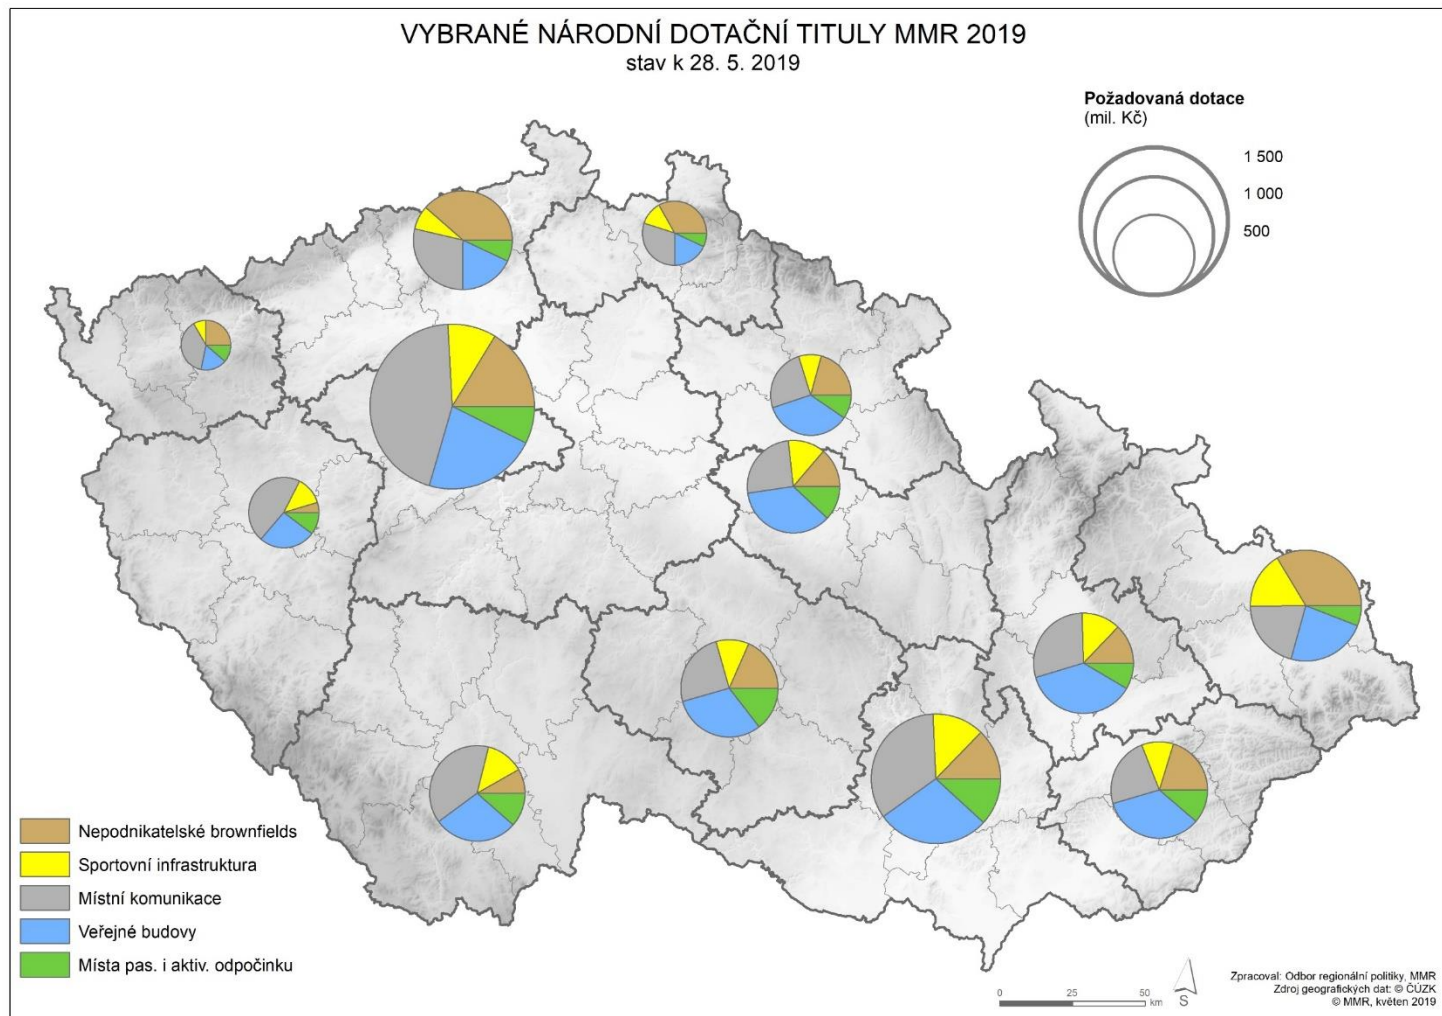 VYBRANÉ NÁRODNÍ DOTAČNÍ TITULY MMR 2019
stav k 28. 5. 2019
Požadovaná dotace
(mil. Kč)
1 500
1 000
500
Nepodnikatelské brownfields
Sportovní infrastruktura
Místní komunikace
Veřejné budovy
Místa pas. i aktiv. odpočinku
0 25 50
km
S
Zpracoval: Odbor regionální politiky, MMR
Zdroj geografických dat: © ČÚZK
© MMR, květen 2019